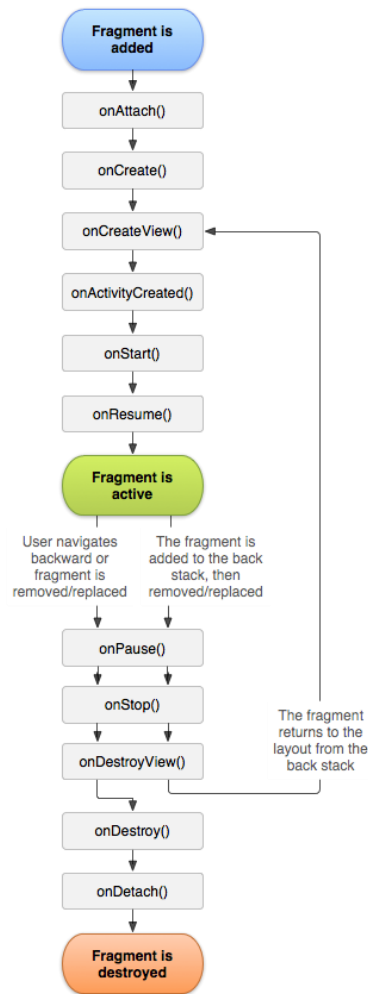 Fragment is
added
onAttach()
onCreate()
onCreateView()
onActivityCreated()
onStart()
onResume()
Fragment is
active
User navigates
backward or
fragment is
removed/replaced
The fragment is
added to the back
stack, then
removed/replaced
onPause()
onStop()
onDestroyView()
The fragment
returns to the
layout from the
back stack
onDestroy()
onDetach()
Fragment is
destroyed